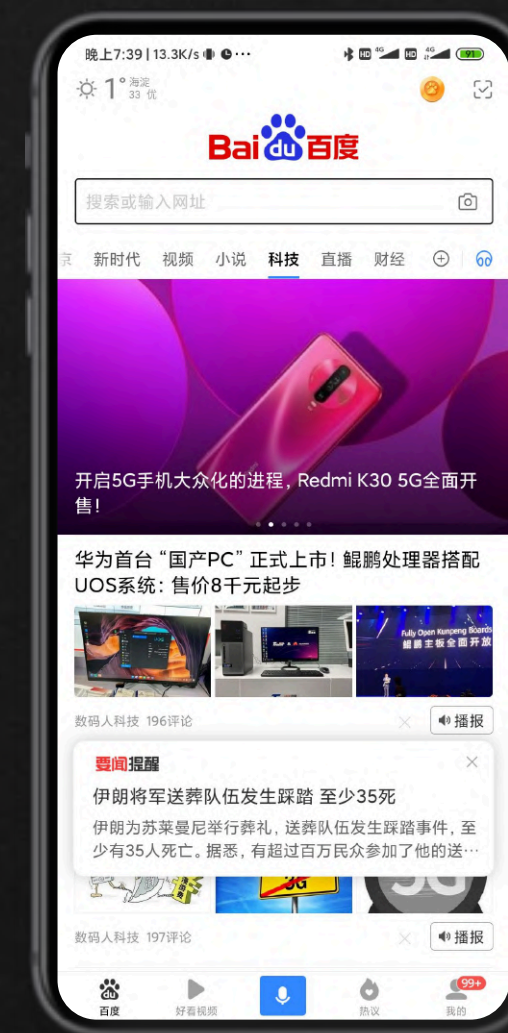 晚上7:39 | 13.3K/s
HD 4G HD 4G 91
1° 海淀
33 优
Bai du 百度
搜索或输入网址
京 新时代 视频 小说 科技 直播 财经
开启5G手机大众化的进程，Redmi K30 5G全面开
售！
华为首台“国产PC”正式上市！鲲鹏处理器搭配
UOS系统：售价8千元起步
Fully Open Kunpeng Boards
鲲鹏主板全面开放
数码人科技 196评论
播报
要闻提醒
伊朗将军送葬队伍发生踩踏 至少35死
伊朗为苏莱曼尼举行葬礼，送葬队伍发生踩踏事件，至
少有35人死亡。据悉，有超过百万民众参加了他的送…
5G
数码人科技 197评论
播报
99+
百度 好看视频 热议 我的